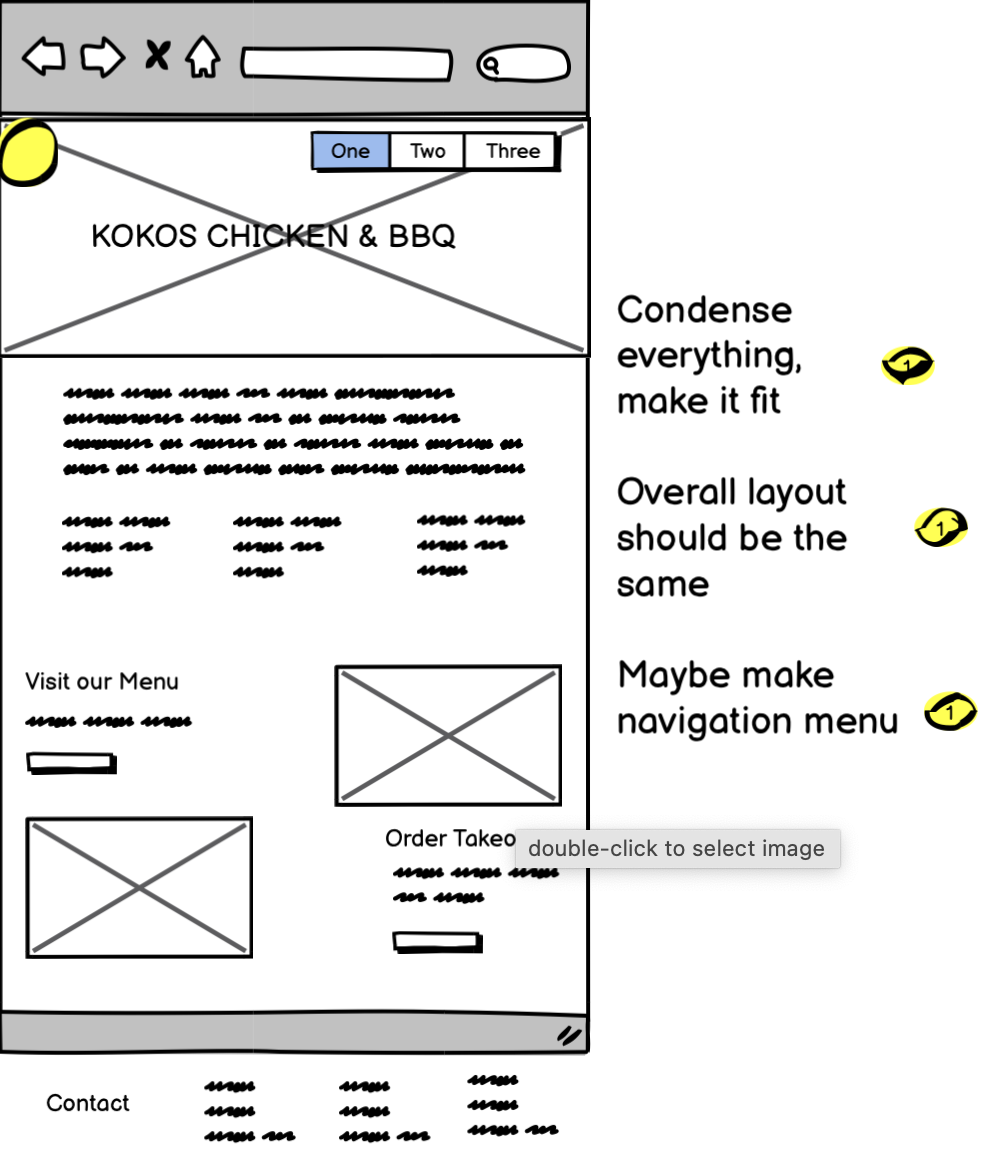 One Two Three
KOKOS CHICKEN & BBQ
Condense
everything,
make it fit
1
Overall layout
should be the
same
1
Maybe make
navigation menu
1
Visit our Menu
Order Takeo
double-click to select image
Contact